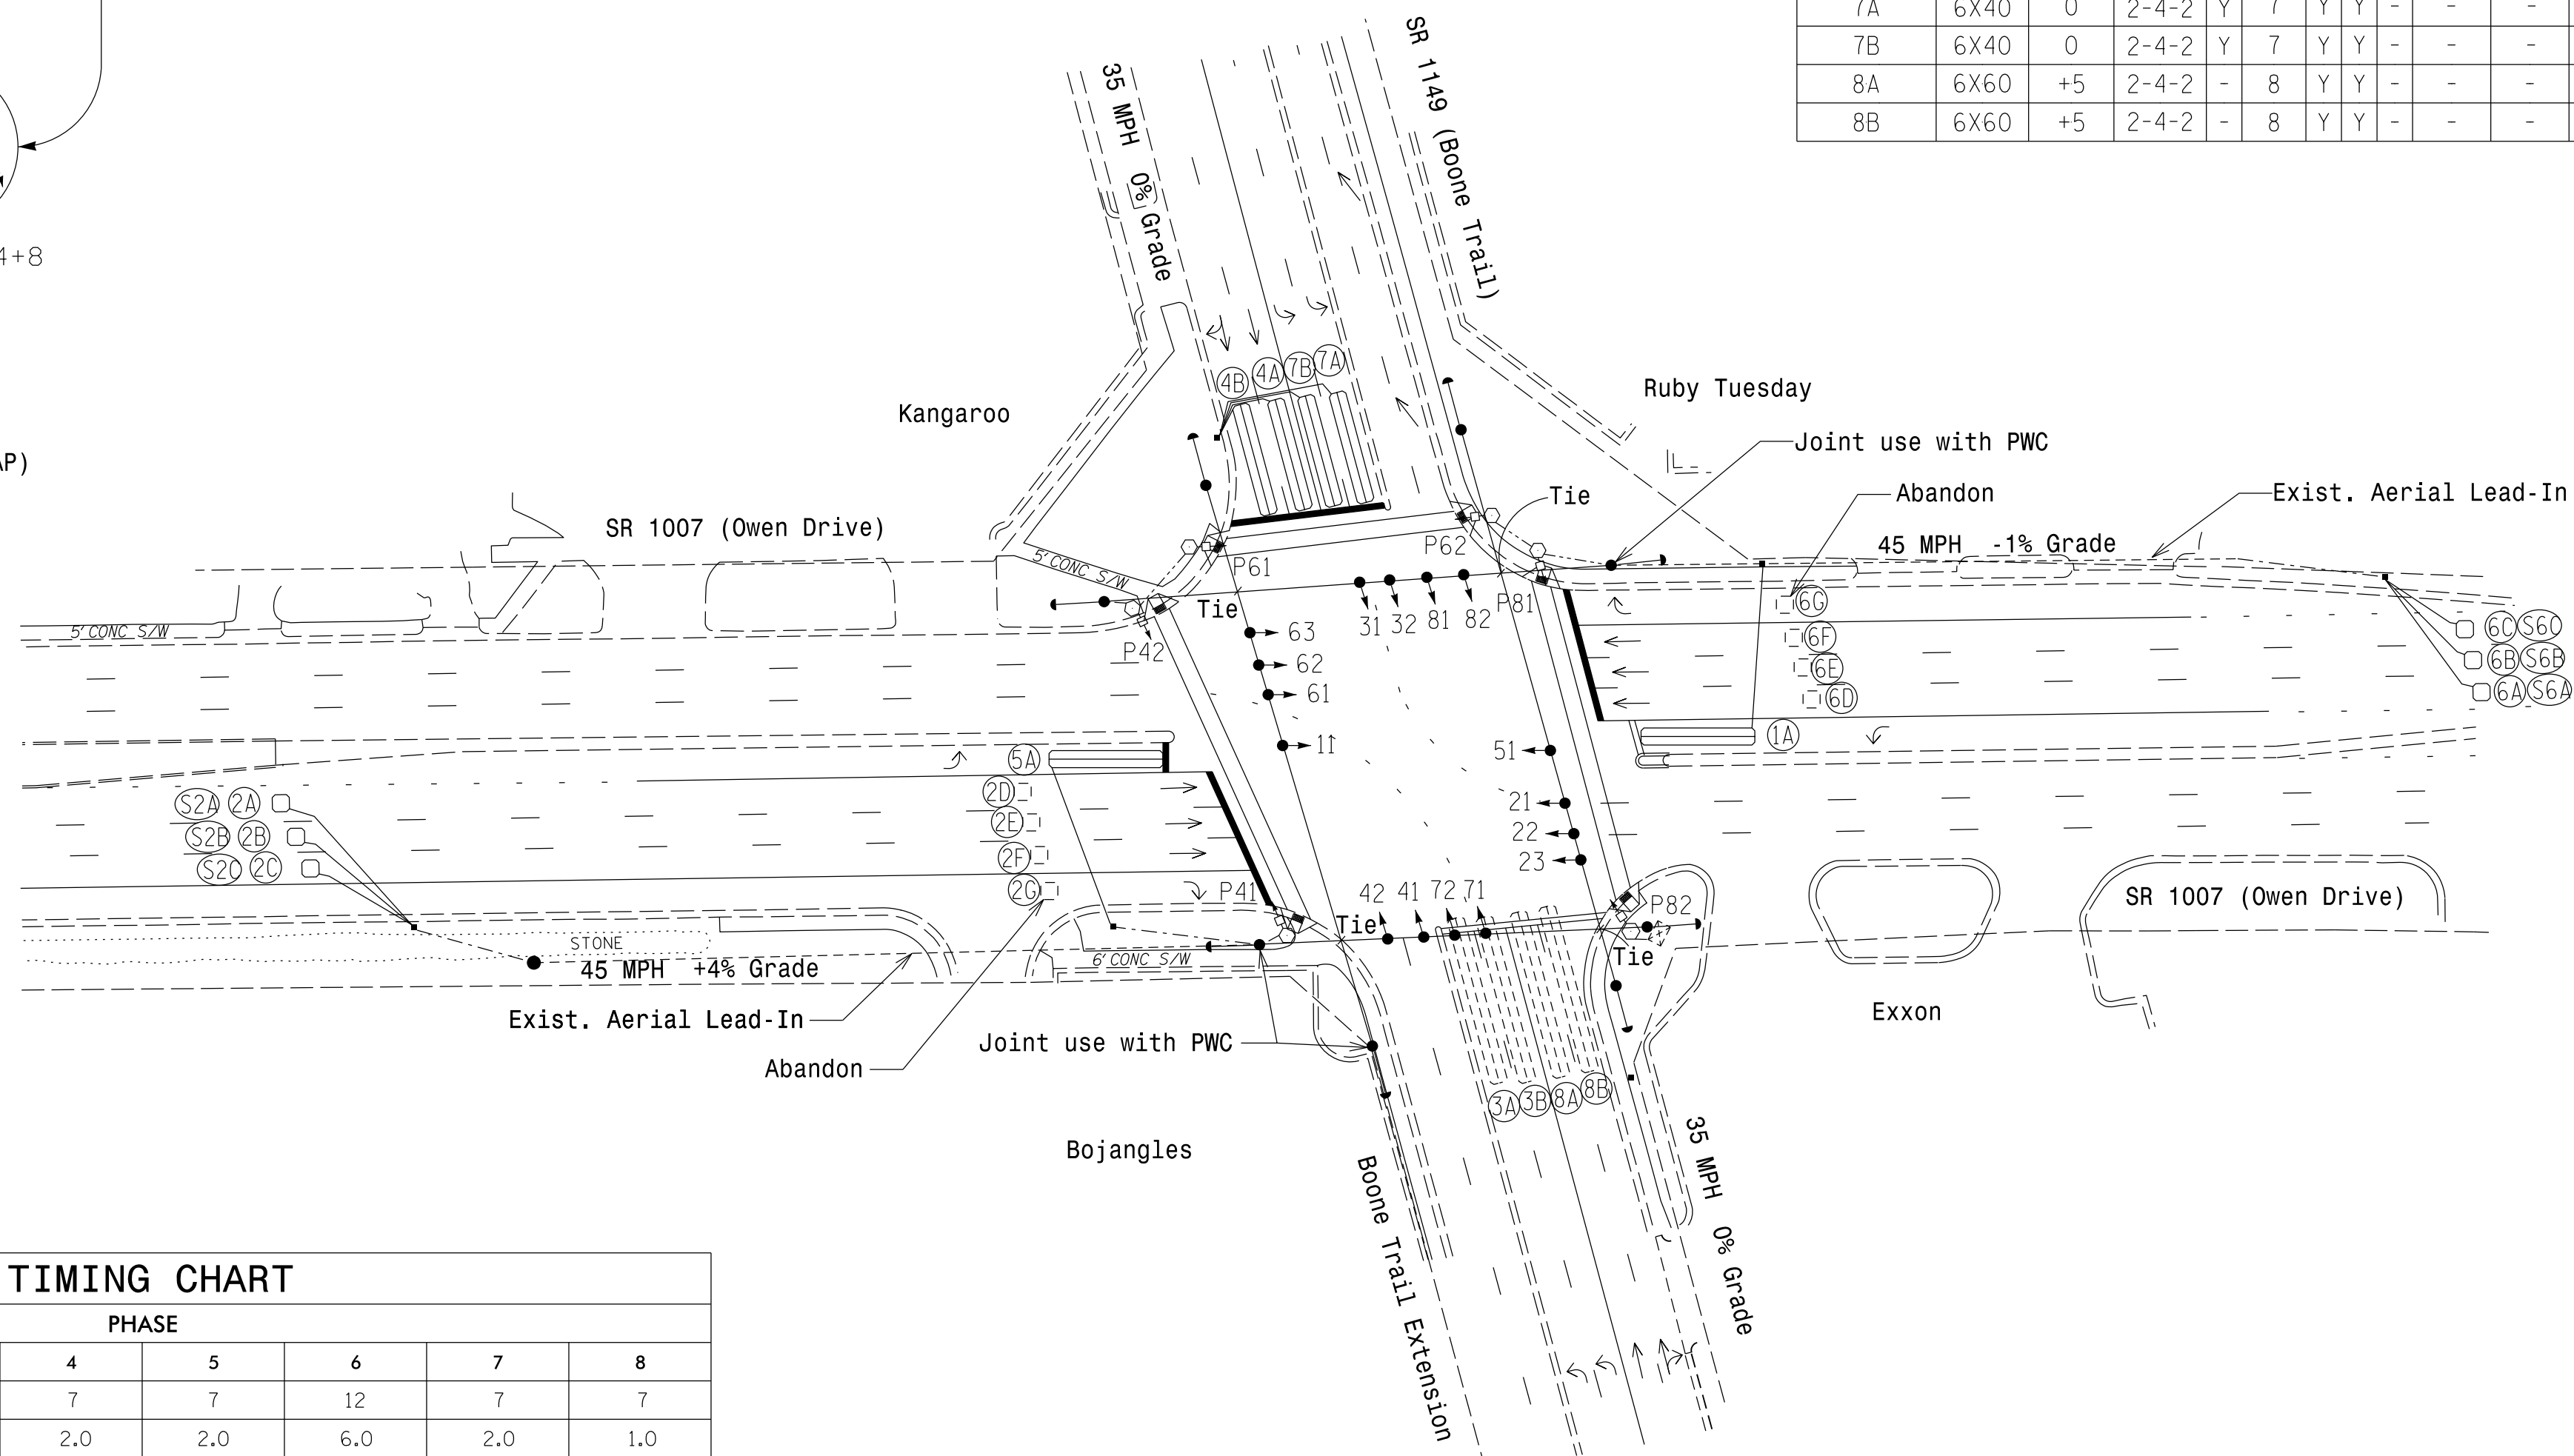 7A 6X40 0 2-4-2 Y 7 Y Y - - -
7B 6X40 0 2-4-2 Y 7 Y Y - - -
8A 6X60 +5 2-4-2 - 8 Y Y - - -
8B 6X60 +5 2-4-2 - 8 Y Y - - -
4+8
AP)
35 MPH 0% Grade
SR 1149 (Boone Trail)
4B 4A 7B 7A
Kangaroo
Ruby Tuesday
Joint use with PWC
Tie
Abandon
Exist. Aerial Lead-In
SR 1007 (Owen Drive)
45 MPH -1% Grade
5' CONC S/W
5' CONC S/W
P61
P62
P42
P81
Tie
31 32 81 82
63
62
61
11
6G
6F
6E
6D
1A
6C S6C
6B S6B
6A S6A
51
21
22
23
5A
2D
2E
2F
2G
S2A 2A
S2B 2B
S2C 2C
P41
42 41 72 71
P82
Tie
Tie
STONE
45 MPH +4% Grade
6' CONC S/W
SR 1007 (Owen Drive)
Exist. Aerial Lead-In
Joint use with PWC
Abandon
Exxon
3A 3B 8A 8B
Bojangles
35 MPH 0% Grade
Boone Trail Extension
TIMING CHART
PHASE
4 5 6 7 8
7 7 12 7 7
2.0 2.0 6.0 2.0 1.0